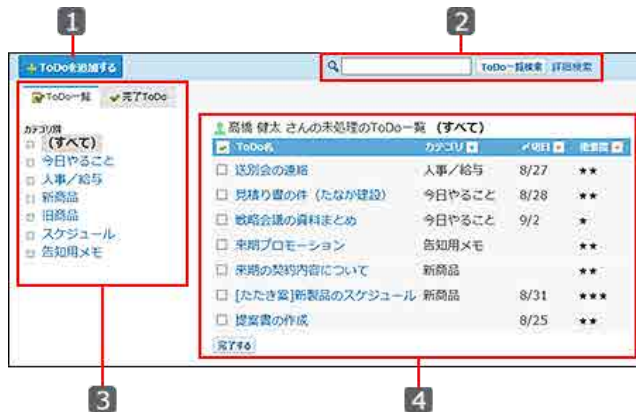 1
2
ToDoを追加する
ToDo一覧検索 詳細検索
ToDo一覧 完了ToDo
カテゴリ別
(すべて)
今日やること
人事/給与
新商品
旧商品
スケジュール
告知用メモ
高橋 健太 さんの未処理のToDo一覧 (すべて)
ToDo名 カテゴリ 〆切日 重要度
送別会の連絡 人事/給与 8/27 ★★
見積り書の件 (たなか建設) 今日やること 8/28 ★★
戦略会議の資料まとめ 今日やること 9/2 ★
来期プロモーション 告知用メモ ★★
来期の契約内容について 新商品 ★★
[たたき案]新製品のスケジュール 新商品 8/31 ★★★
提案書の作成 8/25 ★★
完了する
3
4